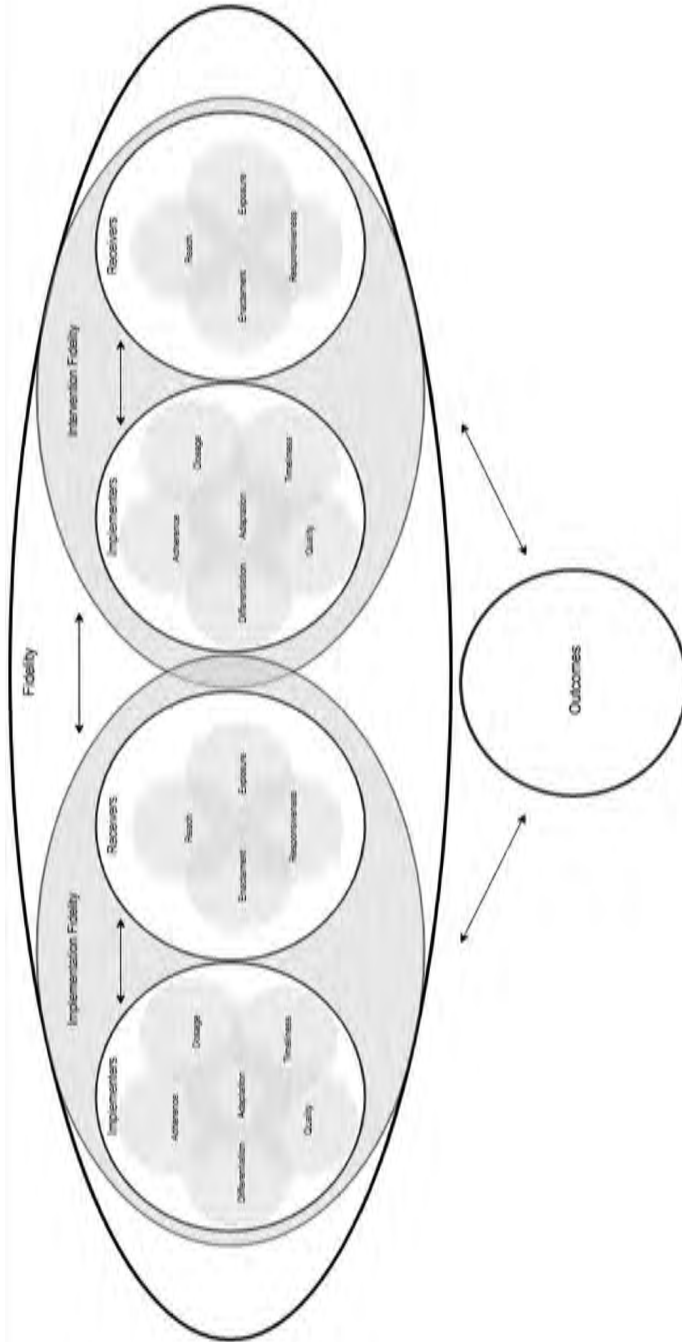 Fidelity
Implementation Fidelity
Intervention Fidelity
Implementers
Adherence
Dosage
Differentiation
Adaptation
Quality
Timeliness
Receivers
Reach
Enactment
Exposure
Responsiveness
Implementers
Adherence
Dosage
Differentiation
Adaptation
Quality
Timeliness
Receivers
Reach
Enactment
Exposure
Responsiveness
Outcomes